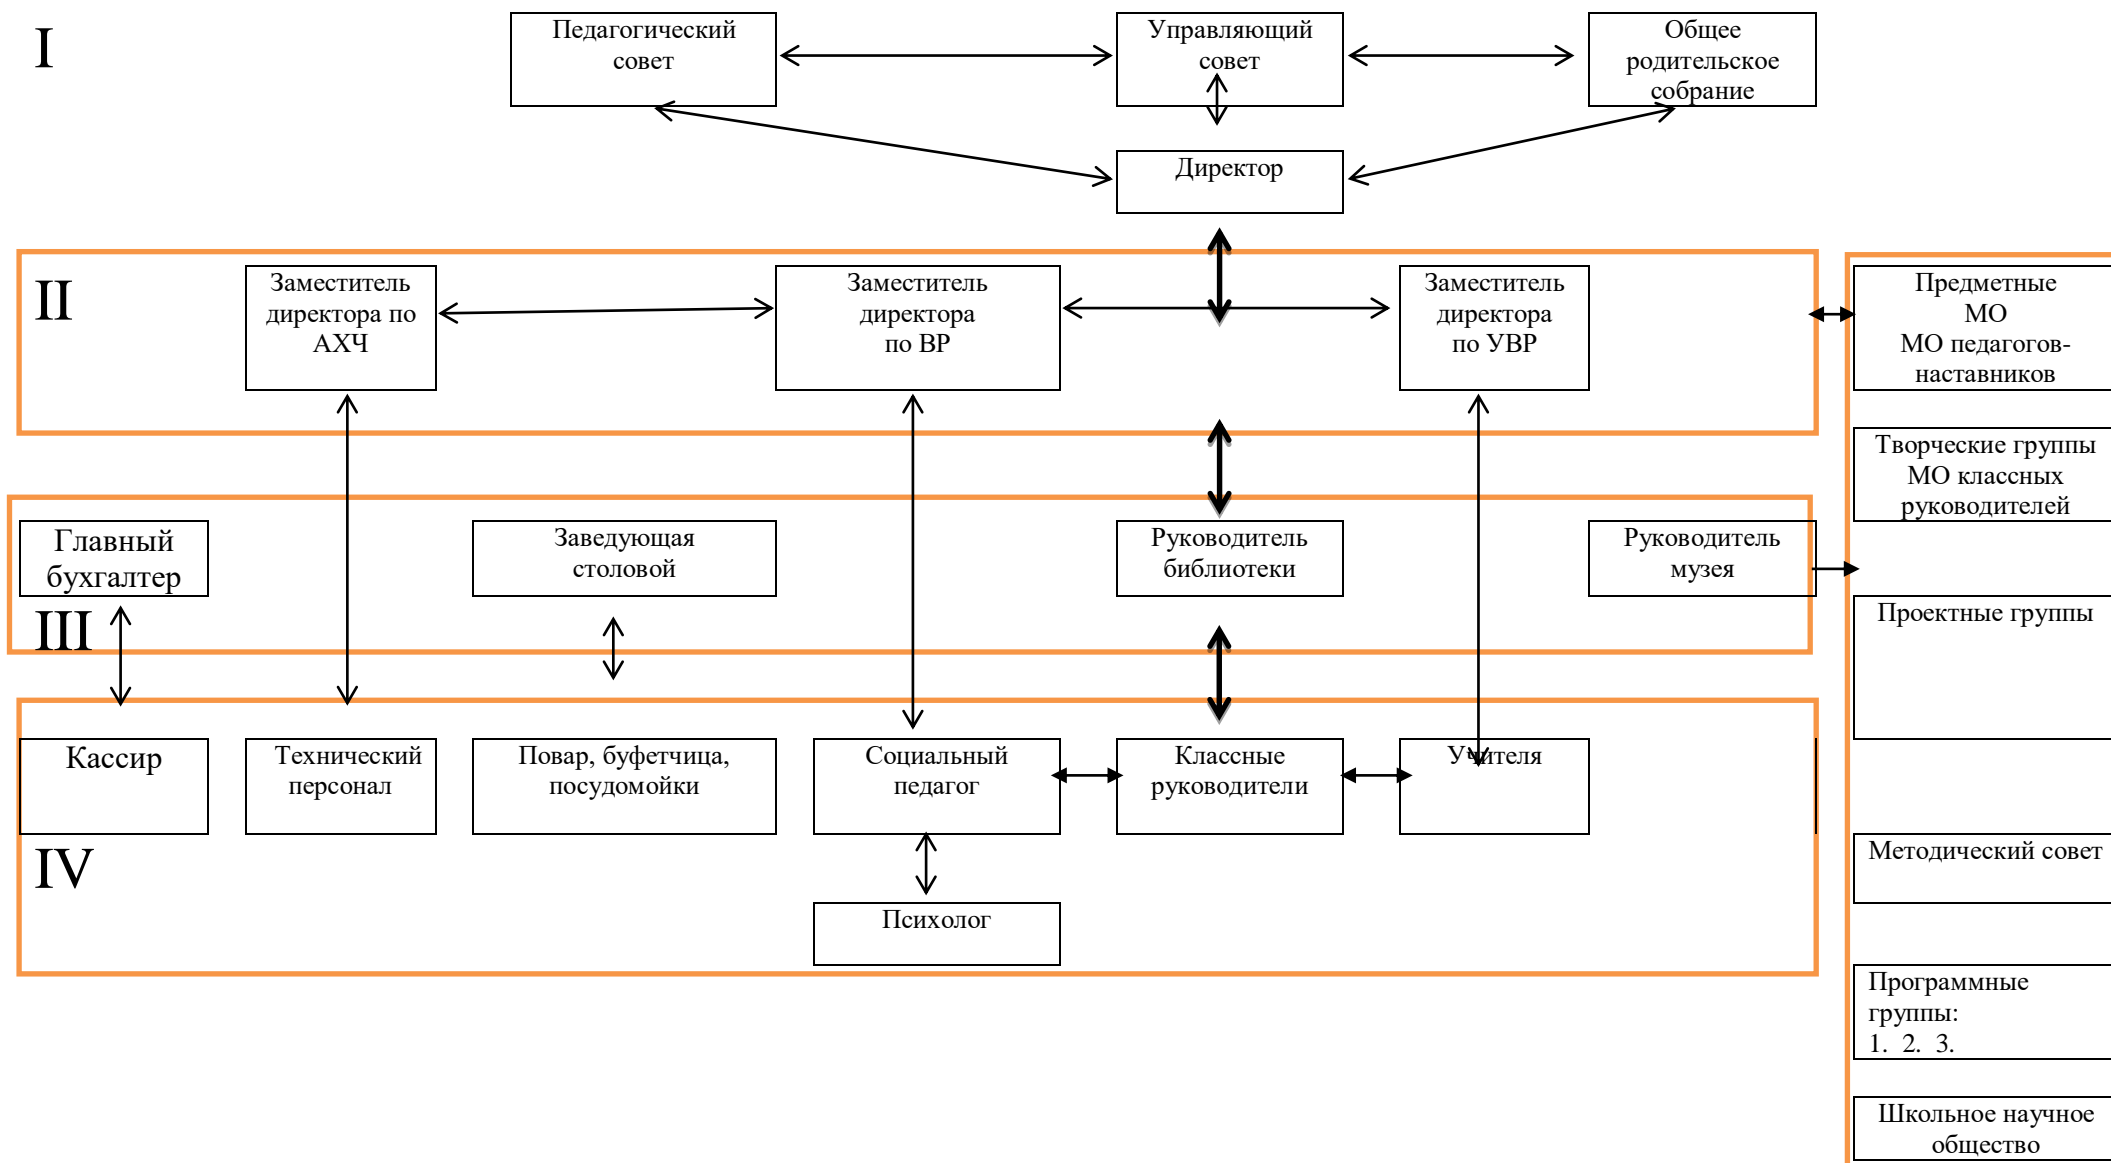 I
Педагогический
совет
Управляющий
совет
Общее
родительское
собрание
Директор
II
Заместитель
директора по
АХЧ
Заместитель
директора
по ВР
Заместитель
директора
по УВР
Предметные
МО
МО педагогов-
наставников
Творческие группы
МО классных
руководителей
Главный
бухгалтер
Заведующая
столовой
Руководитель
библиотеки
Руководитель
музея
III
Проектные группы
Кассир
Технический
персонал
Повар, буфетчица,
посудомойки
Социальный
педагог
Классные
руководители
Учителя
IV
Методический совет
Психолог
Программные
группы:
1. 2. 3.
Школьное научное
общество